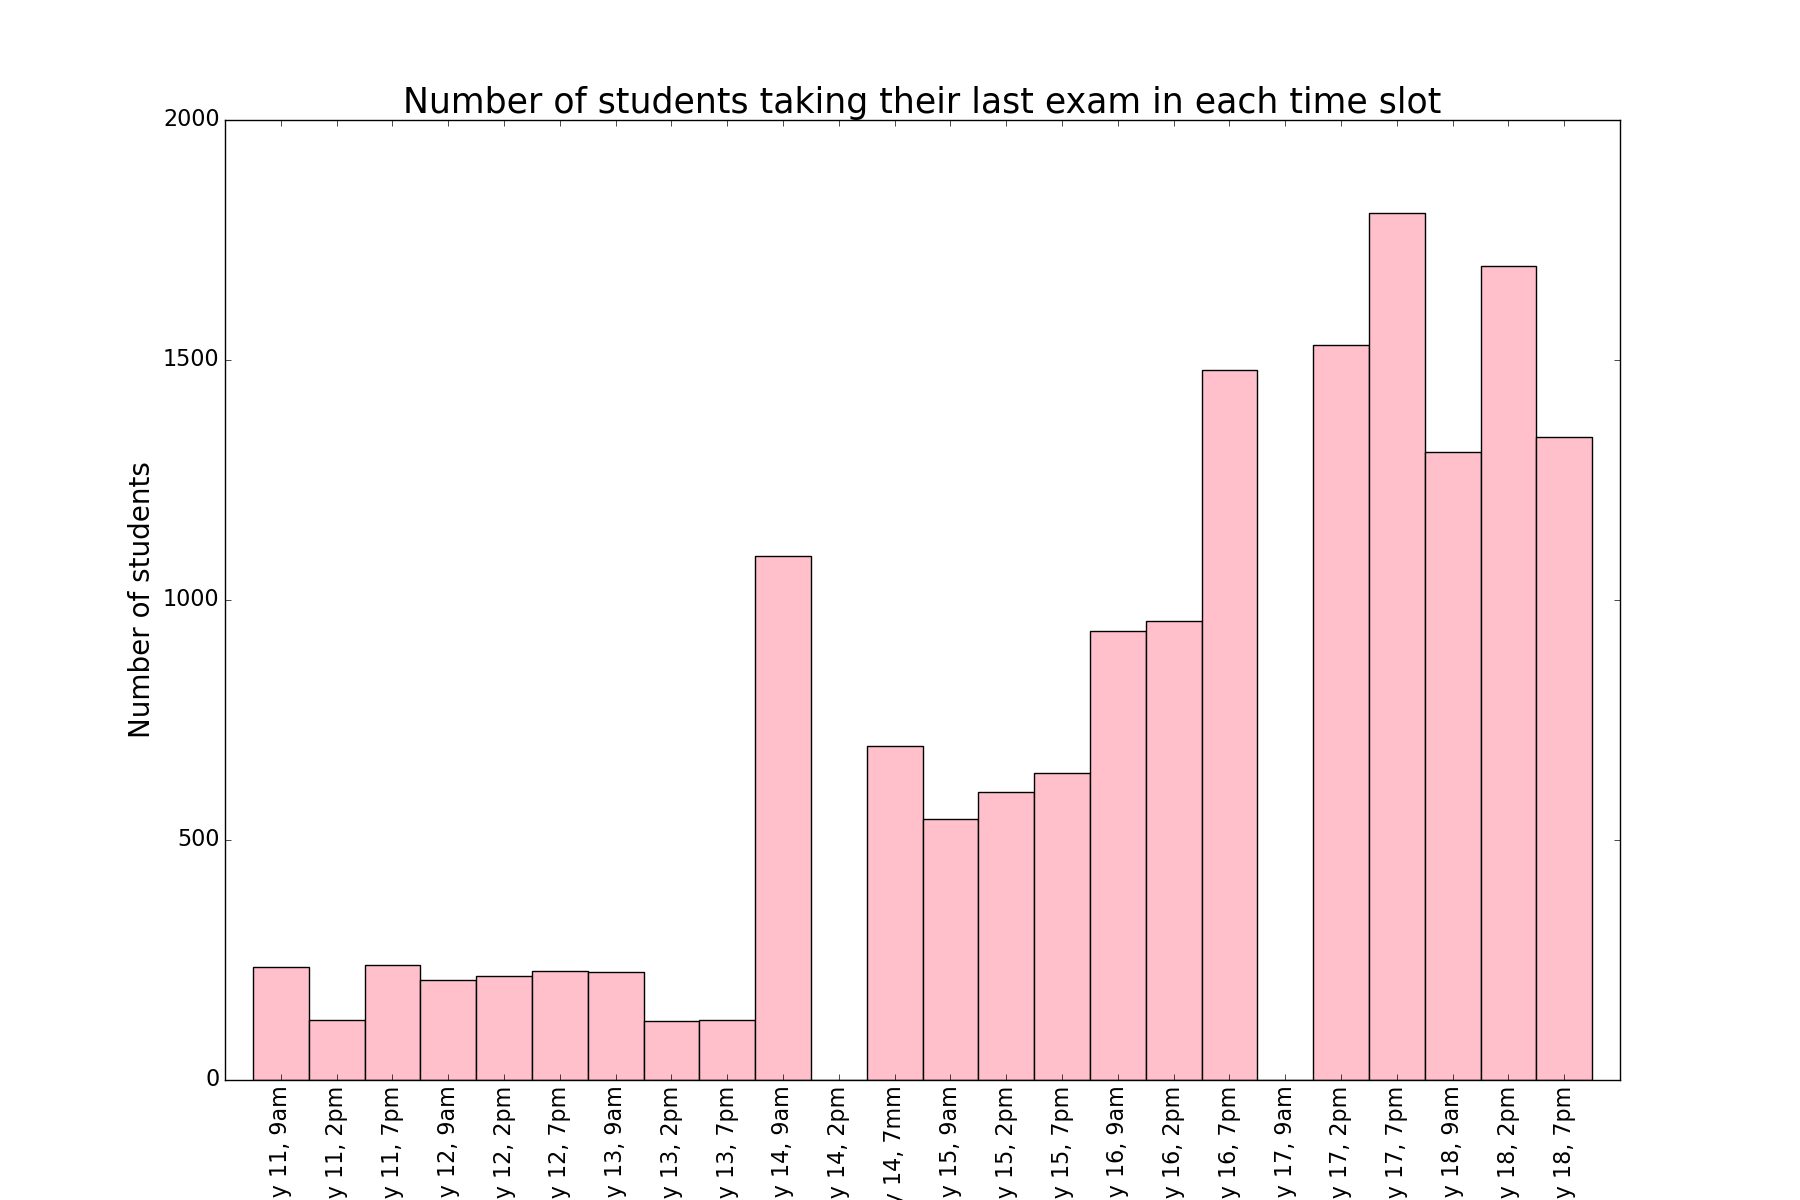 Number of students taking their last exam in each time slot
Number of students
2000
1500
1000
500
0
y 11, 9am
y 11, 2pm
y 11, 7pm
y 12, 9am
y 12, 2pm
y 12, 7pm
y 13, 9am
y 13, 2pm
y 13, 7pm
y 14, 9am
y 14, 2pm
y 14, 7mm
y 15, 9am
y 15, 2pm
y 15, 7pm
y 16, 9am
y 16, 2pm
y 16, 7pm
y 17, 9am
y 17, 2pm
y 17, 7pm
y 18, 9am
y 18, 2pm
y 18, 7pm